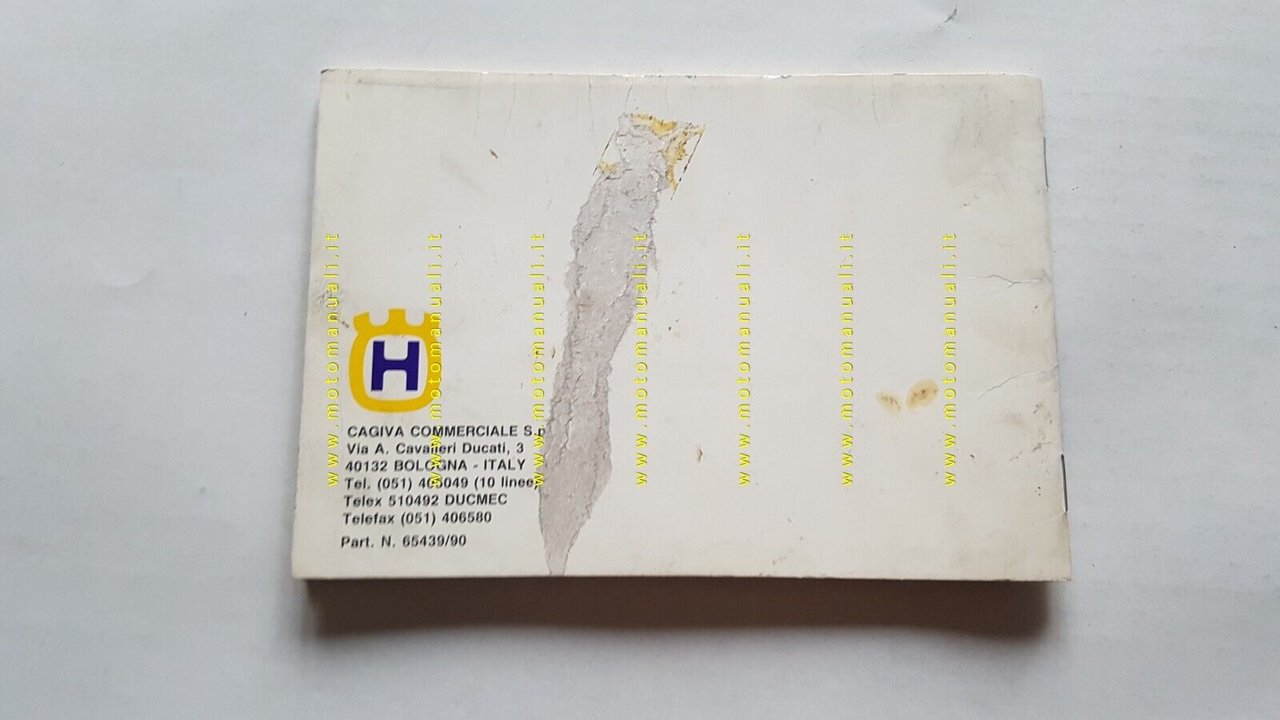 H
CAGIVA COMMERCIALE S.p
Via A. Cavalieri Ducati, 3
40132 BOLOGNA - ITALY
Tel. (051) 405049 (10 linee)
Telex 510492 DUCMEC
Telefax (051) 406580
Part. N. 65439/90
www.motomanuali.it
www.motomanuali.it
www.motomanuali.it
www.motomanuali.it
www.motomanuali.it
www.motomanuali.it
www.motomanuali.it